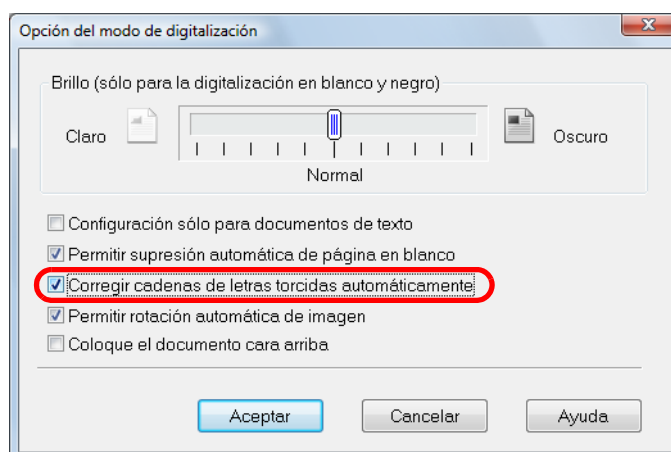 Opción del modo de digitalización
Brillo (sólo para la digitalización en blanco y negro)
Claro Oscuro
Normal
Configuración sólo para documentos de texto
Permitir supresión automática de página en blanco
Corregir cadenas de letras torcidas automáticamente
Permitir rotación automática de imagen
Coloque el documento cara arriba
Aceptar Cancelar Ayuda